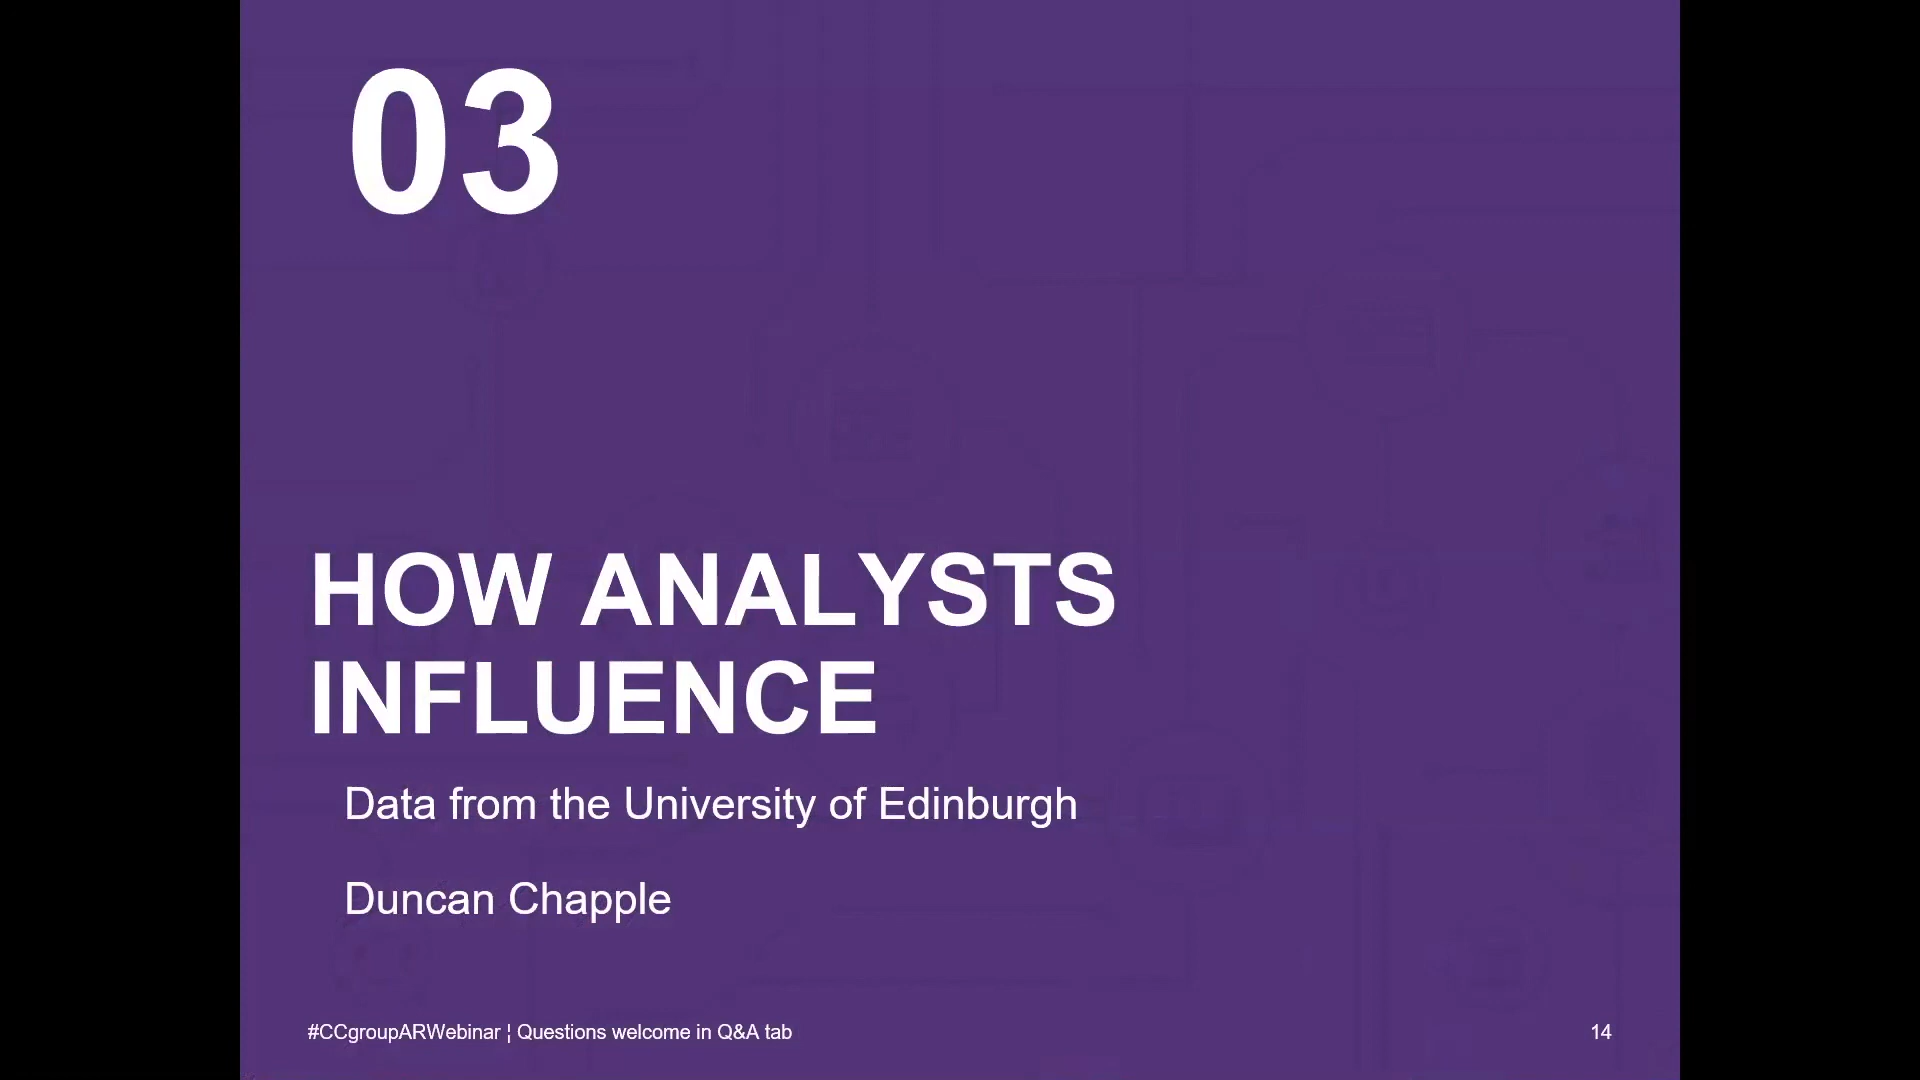 03
HOW ANALYSTS
INFLUENCE
Data from the University of Edinburgh
Duncan Chapple
#CCgroupARWebinar ¦ Questions welcome in Q&A tab
14